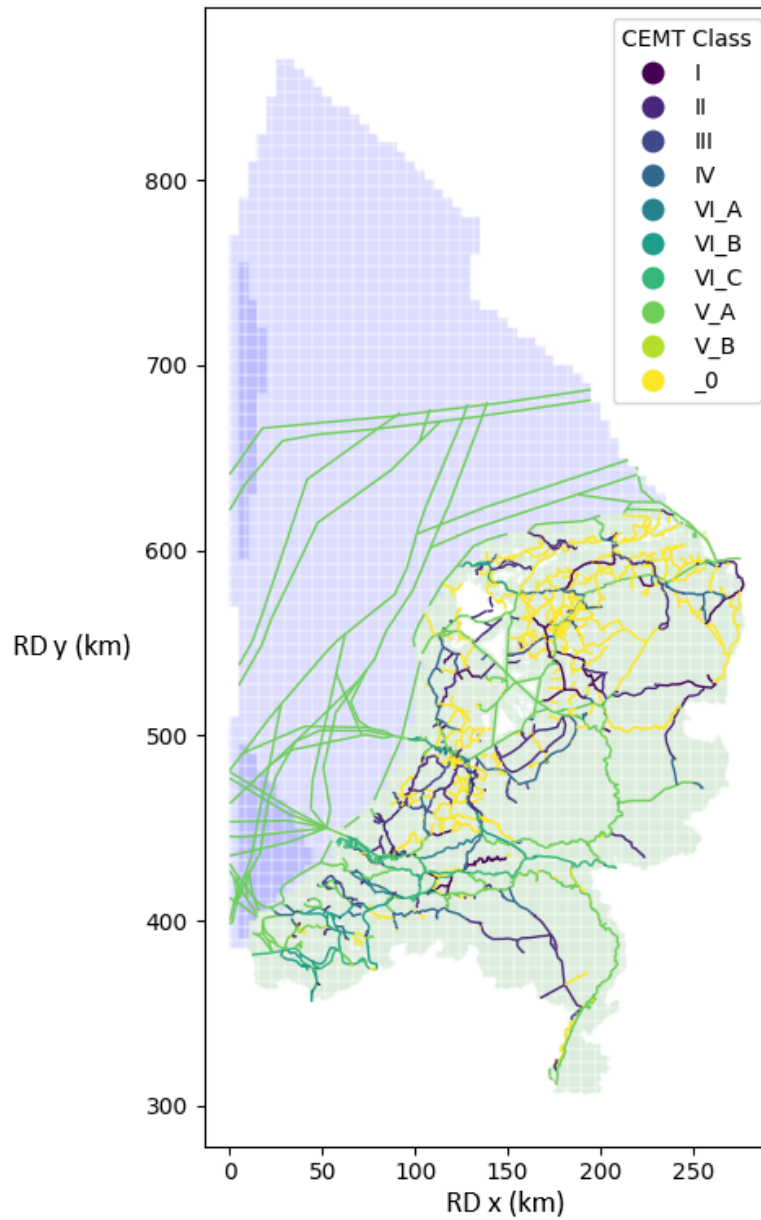 CEMT Class
I
II
III
IV
VI_A
VI_B
VI_C
V_A
V_B
_0
800
700
600
500
400
300
RD y (km)
0 50 100 150 200 250
RD x (km)